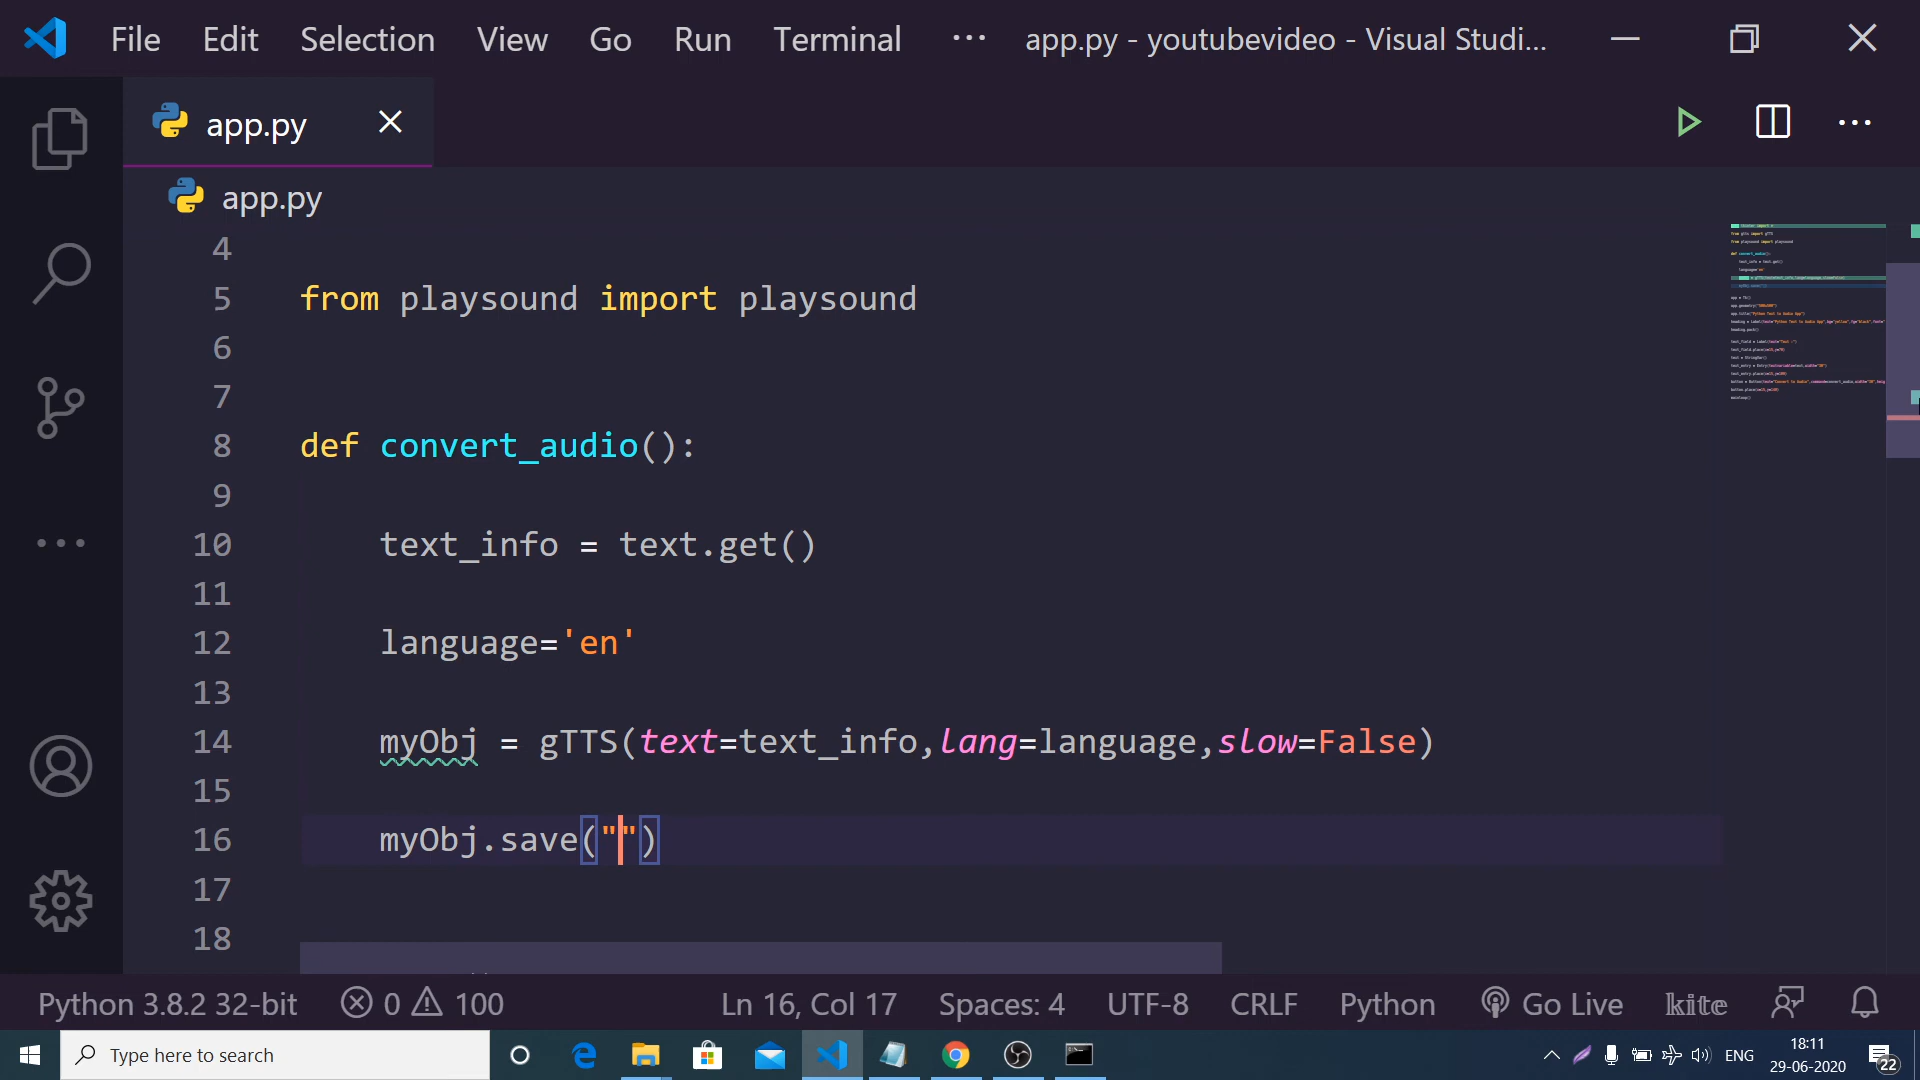 File Edit Selection View Go Run Terminal ... app.py - youtubevideo - Visual Studi...
app.py
app.py
4
5 from playsound import playsound
6
7
8 def convert_audio():
9
10 text_info = text.get()
11
12 language='en'
13
14 myObj = gTTS(text=text_info,lang=language,slow=False)
15
16 myObj.save("")
17
18
Python 3.8.2 32-bit 0 100 Ln 16, Col 17 Spaces: 4 UTF-8 CRLF Python Go Live kite
Type here to search ENG 18:11
29-06-2020 22